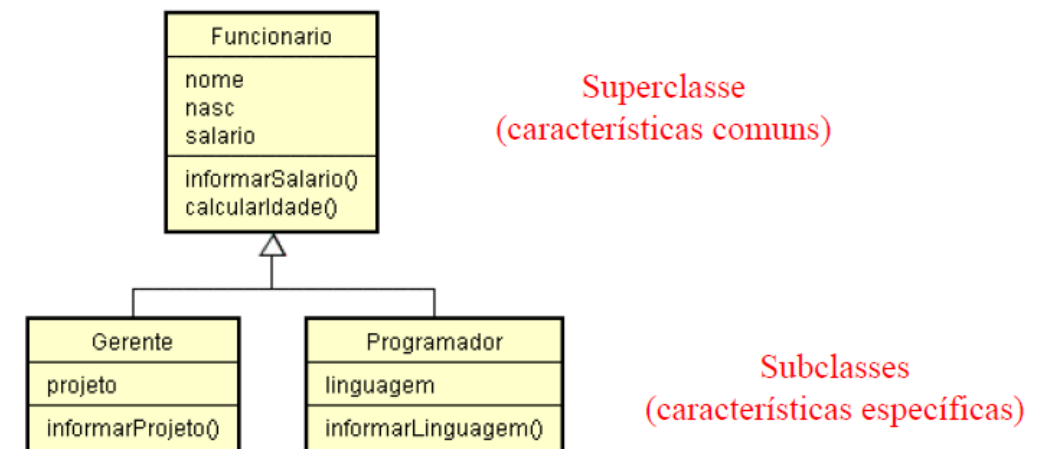 Funcionario
nome
nasc
salario
informarSalario()
calcularIdade()
Superclasse
(características comuns)
Gerente
projeto
informarProjeto()
Programador
linguagem
informarLinguagem()
Subclasses
(características específicas)